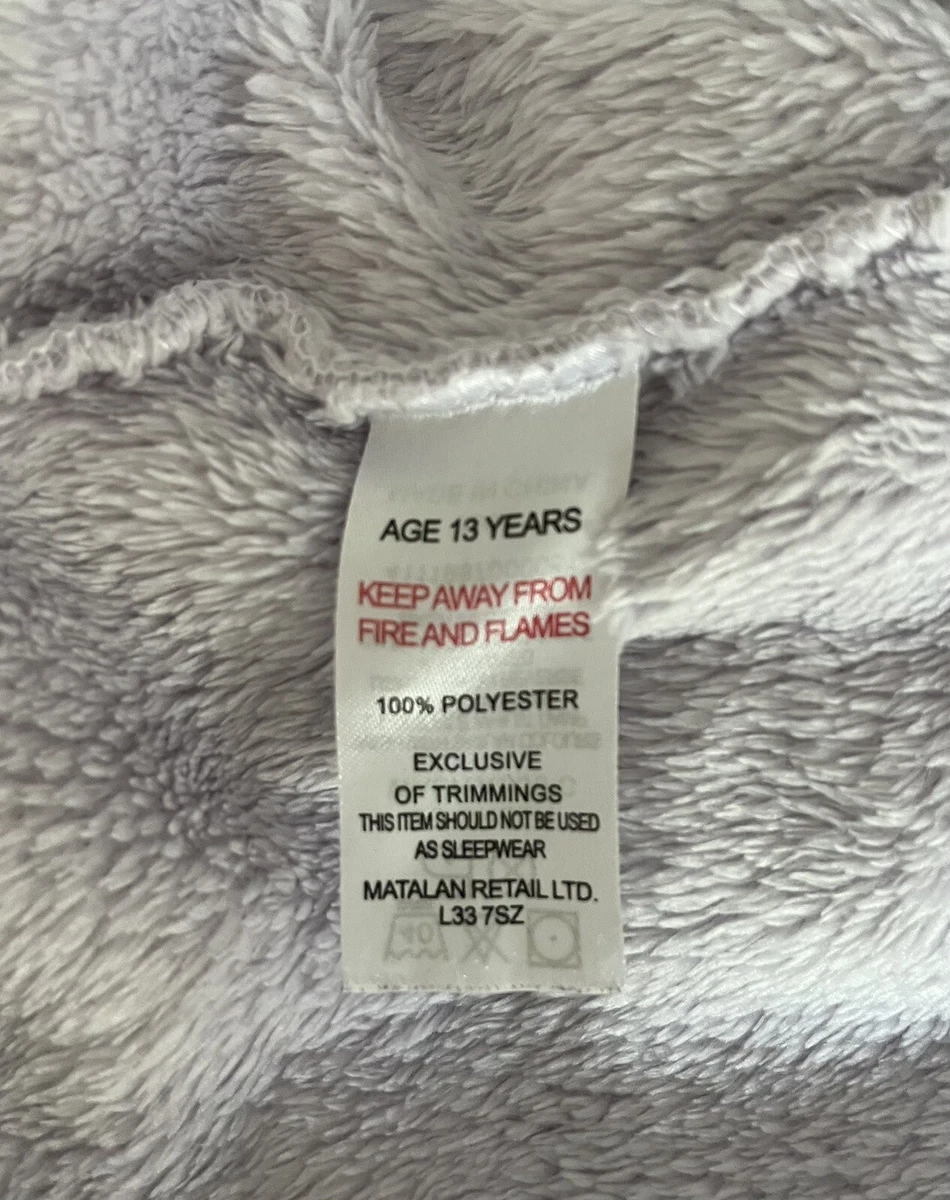 AGE 13 YEARS
KEEP AWAY FROM
FIRE AND FLAMES
100% POLYESTER
EXCLUSIVE
OF TRIMMINGS
THIS ITEM SHOULD NOT BE USED
AS SLEEPWEAR
MATALAN RETAIL LTD.
L33 7SZ